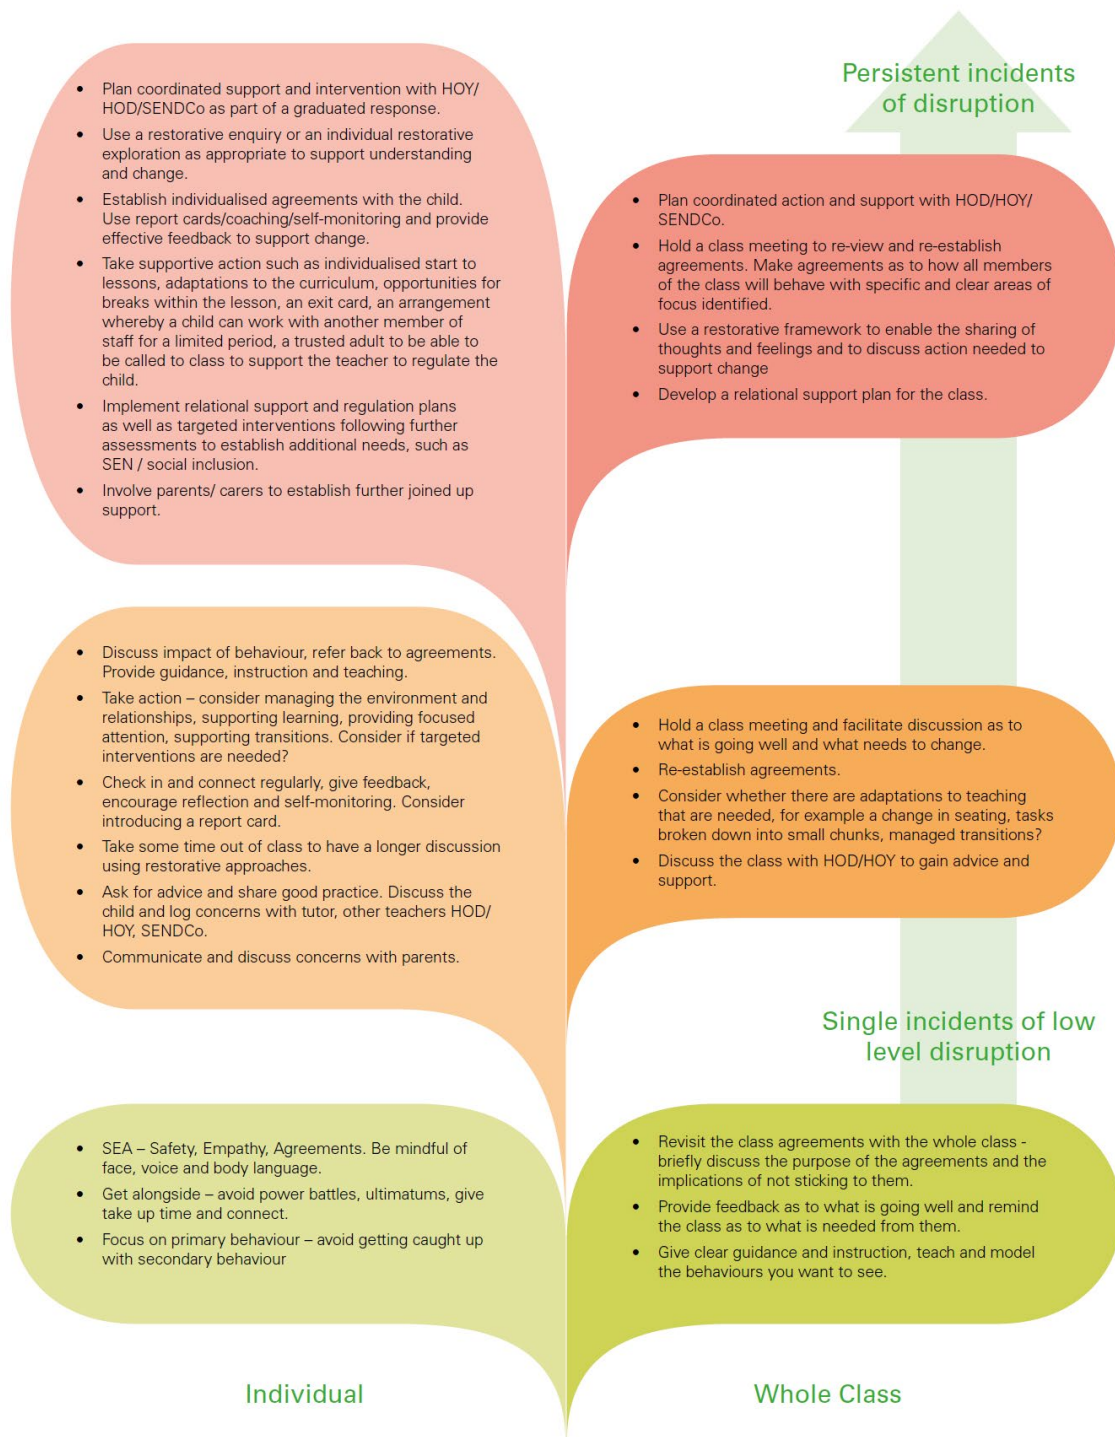 Persistent incidents
of disruption
• Plan coordinated support and intervention with HOY/
HOD/SENDCo as part of a graduated response.
• Use a restorative enquiry or an individual restorative
exploration as appropriate to support understanding
and change.
• Establish individualised agreements with the child.
Use report cards/coaching/self-monitoring and provide
effective feedback to support change.
• Take supportive action such as individualised start to
lessons, adaptations to the curriculum, opportunities for
breaks within the lesson, an exit card, an arrangement
whereby a child can work with another member of
staff for a limited period, a trusted adult to be able to
be called to class to support the teacher to regulate the
child.
• Implement relational support and regulation plans
as well as targeted interventions following further
assessments to establish additional needs, such as
SEN / social inclusion.
• Involve parents/ carers to establish further joined up
support.
• Plan coordinated action and support with HOD/HOY/
SENDCo.
• Hold a class meeting to re-view and re-establish
agreements. Make agreements as to how all members
of the class will behave with specific and clear areas of
focus identified.
• Use a restorative framework to enable the sharing of
thoughts and feelings and to discuss action needed to
support change
• Develop a relational support plan for the class.
• Discuss impact of behaviour, refer back to agreements.
Provide guidance, instruction and teaching.
• Take action – consider managing the environment and
relationships, supporting learning, providing focused
attention, supporting transitions. Consider if targeted
interventions are needed?
• Check in and connect regularly, give feedback,
encourage reflection and self-monitoring. Consider
introducing a report card.
• Take some time out of class to have a longer discussion
using restorative approaches.
• Ask for advice and share good practice. Discuss the
child and log concerns with tutor, other teachers HOD/
HOY, SENDCo.
• Communicate and discuss concerns with parents.
• Hold a class meeting and facilitate discussion as to
what is going well and what needs to change.
• Re-establish agreements.
• Consider whether there are adaptations to teaching
that are needed, for example a change in seating, tasks
broken down into small chunks, managed transitions?
• Discuss the class with HOD/HOY to gain advice and
support.
Single incidents of low
level disruption
• SEA – Safety, Empathy, Agreements. Be mindful of
face, voice and body language.
• Get alongside – avoid power battles, ultimatums, give
take up time and connect.
• Focus on primary behaviour – avoid getting caught up
with secondary behaviour
• Revisit the class agreements with the whole class -
briefly discuss the purpose of the agreements and the
implications of not sticking to them.
• Provide feedback as to what is going well and remind
the class as to what is needed from them.
• Give clear guidance and instruction, teach and model
the behaviours you want to see.
Individual
Whole Class